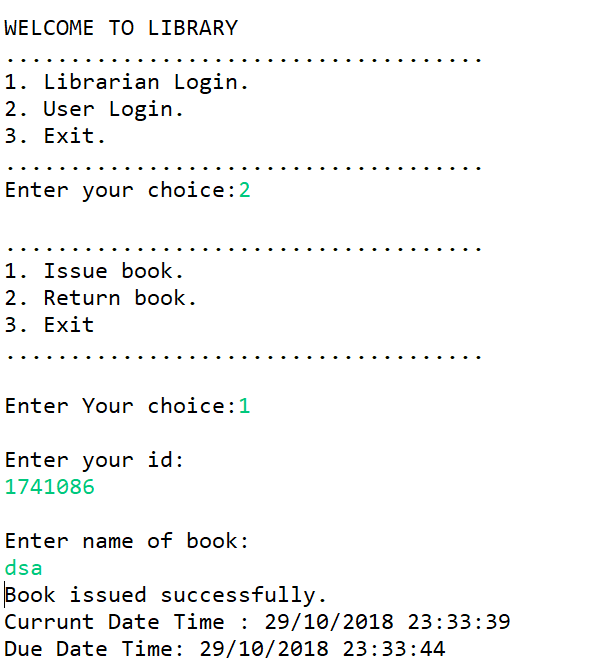 WELCOME TO LIBRARY
.....................................
1. Librarian Login.
2. User Login.
3. Exit.
.....................................
Enter your choice:2
.....................................
1. Issue book.
2. Return book.
3. Exit
.....................................
Enter Your choice:1
Enter your id:
1741086
Enter name of book:
dsa
Book issued successfully.
Currunt Date Time : 29/10/2018 23:33:39
Due Date Time: 29/10/2018 23:33:44